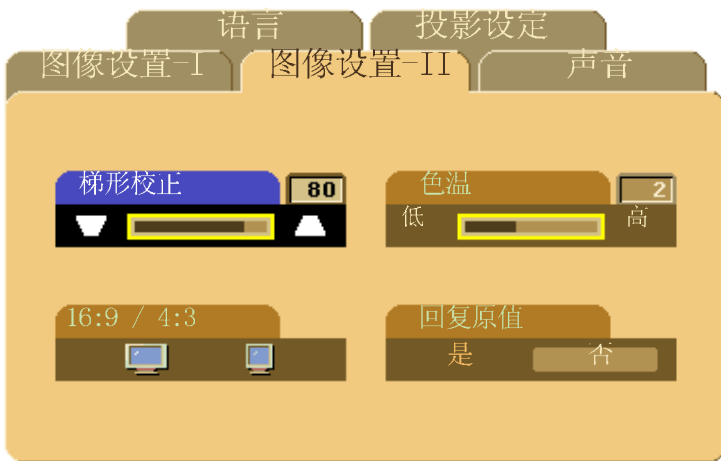 语言 投影设定
图像设置-I 图像设置-II 声音
梯形校正 80 色温 2
低 高
16:9 / 4:3 回复原值
是 否